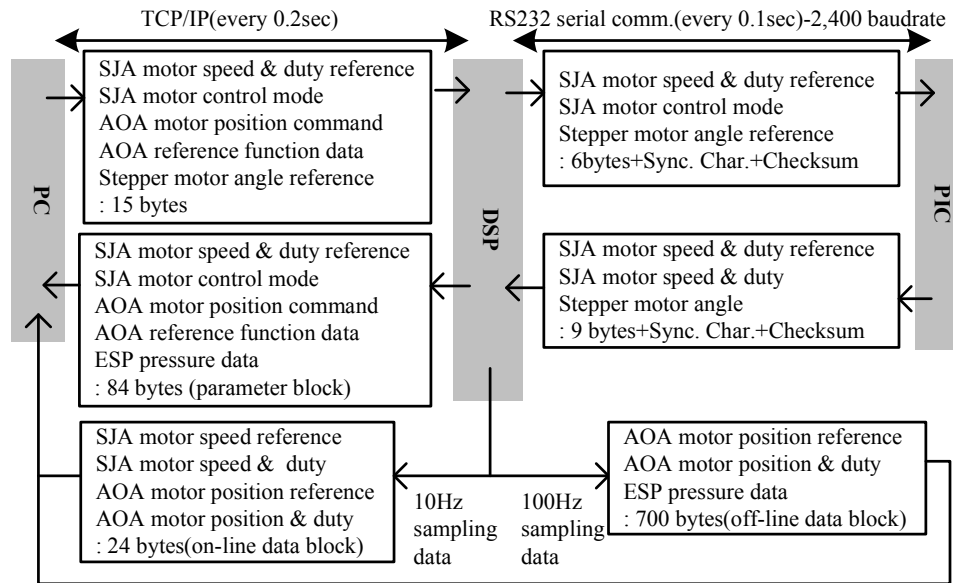 TCP/IP(every 0.2sec)
RS232 serial comm.(every 0.1sec)-2,400 baudrate
PC
SJA motor speed & duty reference
SJA motor control mode
AOA motor position command
AOA reference function data
Stepper motor angle reference
: 15 bytes
DSP
SJA motor speed & duty reference
SJA motor control mode
Stepper motor angle reference
: 6bytes+Sync. Char.+Checksum
PIC
SJA motor speed & duty reference
SJA motor control mode
AOA motor position command
AOA reference function data
ESP pressure data
: 84 bytes (parameter block)
SJA motor speed & duty reference
SJA motor speed & duty
Stepper motor angle
: 9 bytes+Sync. Char.+Checksum
SJA motor speed reference
SJA motor speed & duty
AOA motor position reference
AOA motor position & duty
: 24 bytes(on-line data block)
10Hz
sampling
data
100Hz
sampling
data
AOA motor position reference
AOA motor position & duty
ESP pressure data
: 700 bytes(off-line data block)